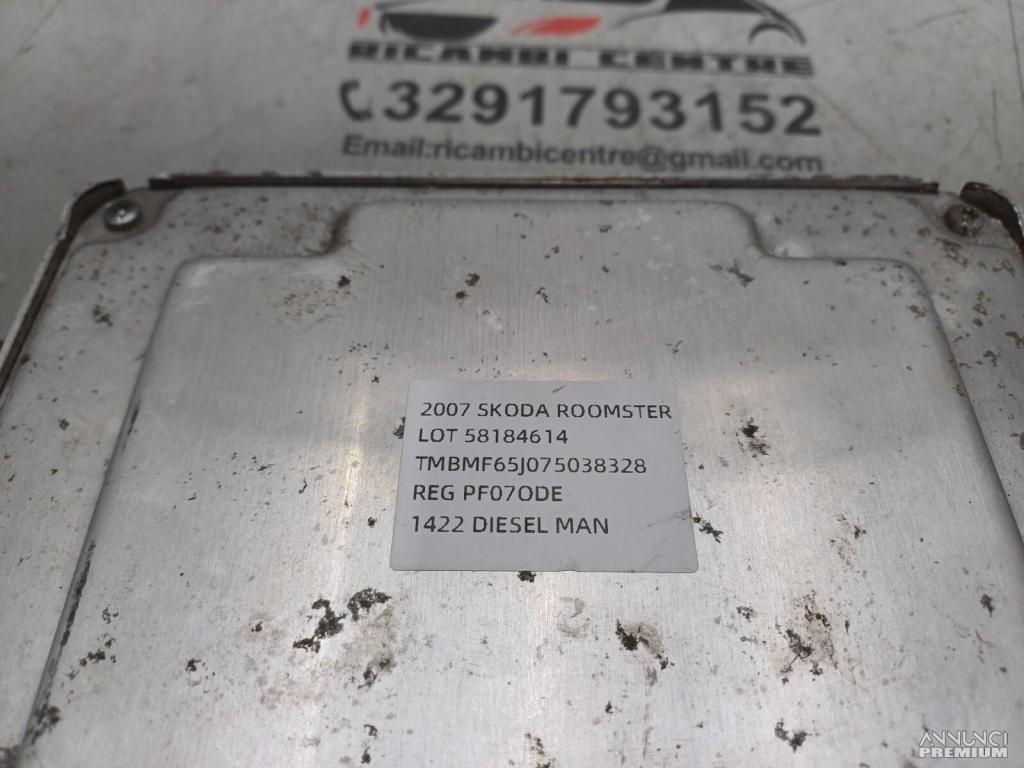 RICAMBI CENTRE
3291793152
Email:ricambicentre@gmail.com
2007 SKODA ROOMSTER
LOT 58184614
TMBMF65J075038328
REG PF07ODE
1422 DIESEL MAN
ANNUNCI
PREMIUM